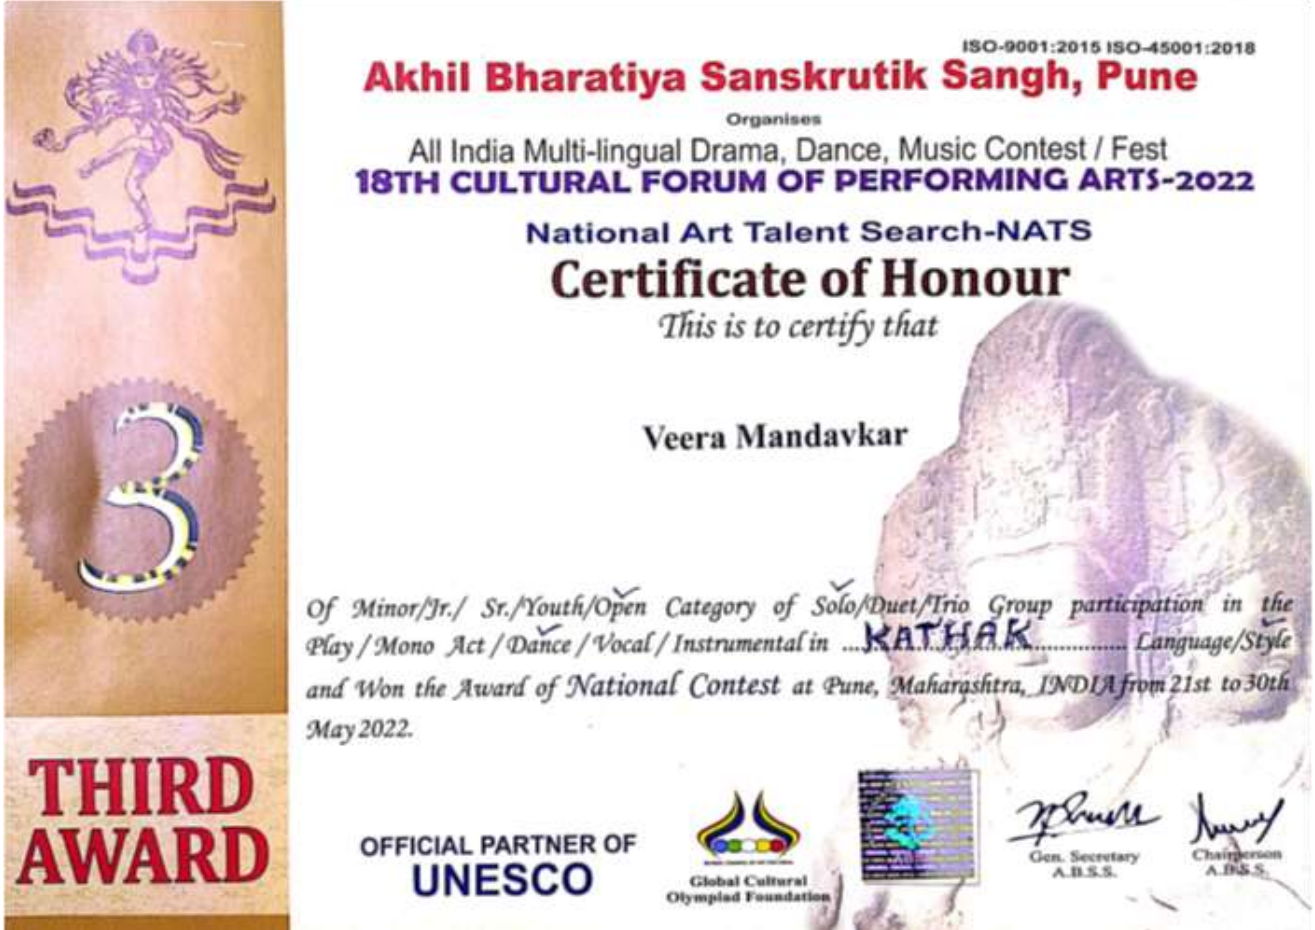 ISO-9001:2015 ISO-45001:2018
Akhil Bharatiya Sanskrutik Sangh, Pune
Organises
All India Multi-lingual Drama, Dance, Music Contest / Fest
18TH CULTURAL FORUM OF PERFORMING ARTS-2022
National Art Talent Search-NATS
Certificate of Honour
This is to certify that
Veera Mandavkar
Of Minor/Jr./ Sr./Youth/Open Category of Solo/Duet/Trio Group participation in the
Play / Mono Act / Dance / Vocal / Instrumental in ...KATHAK................ Language/Style
and Won the Award of National Contest at Pune, Maharashtra, INDIA from 21st to 30th
May 2022.
3
THIRD
AWARD
OFFICIAL PARTNER OF
UNESCO
Global Cultural
Olympiad Foundation
Gen. Secretary
A.B.S.S.
Chairperson
A.B.S.S.